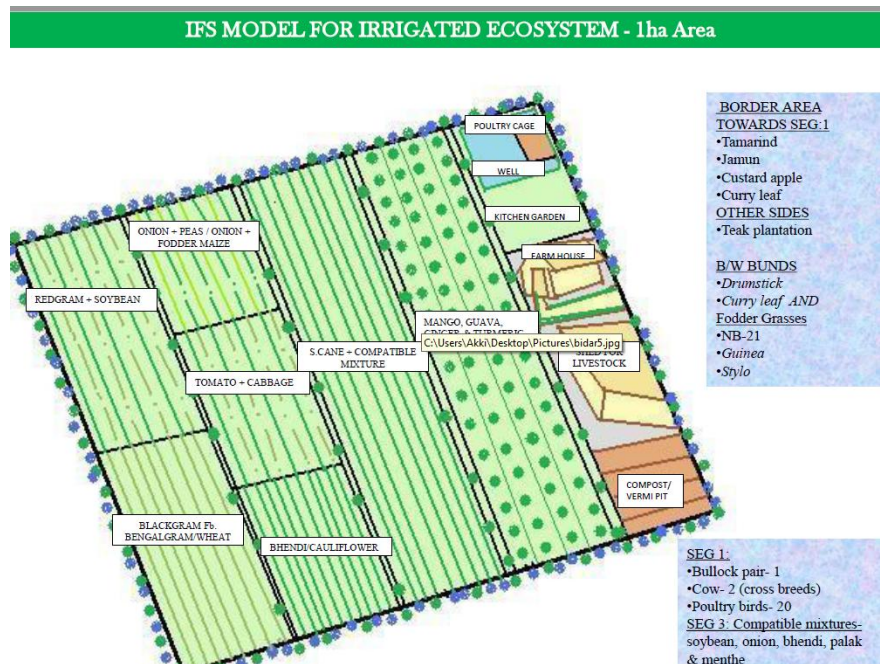 IFS MODEL FOR IRRIGATED ECOSYSTEM - 1ha Area
POULTRY CAGE
WELL
KITCHEN GARDEN
FARM HOUSE
ONION + PEAS / ONION +
FODDER MAIZE
REDGRAM + SOYBEAN
MANGO, GUAVA,
GINGER & TURMERIC
C:\Users\Akki\Desktop\Pictures\bidar5.jpg
SHED FOR
LIVESTOCK
S.CANE + COMPATIBLE
MIXTURE
TOMATO + CABBAGE
COMPOST/
VERMI PIT
BLACKGRAM Fb.
BENGALGRAM/WHEAT
BHENDI/CAULIFLOWER
BORDER AREA
TOWARDS SEG:1
•Tamarind
•Jamun
•Custard apple
•Curry leaf
OTHER SIDES
•Teak plantation
B/W BUNDS
•Drumstick
•Curry leaf AND
Fodder Grasses
•NB-21
•Guinea
•Stylo
SEG 1:
•Bullock pair- 1
•Cow- 2 (cross breeds)
•Poultry birds- 20
SEG 3: Compatible mixtures-
soybean, onion, bhendi, palak
& menthe